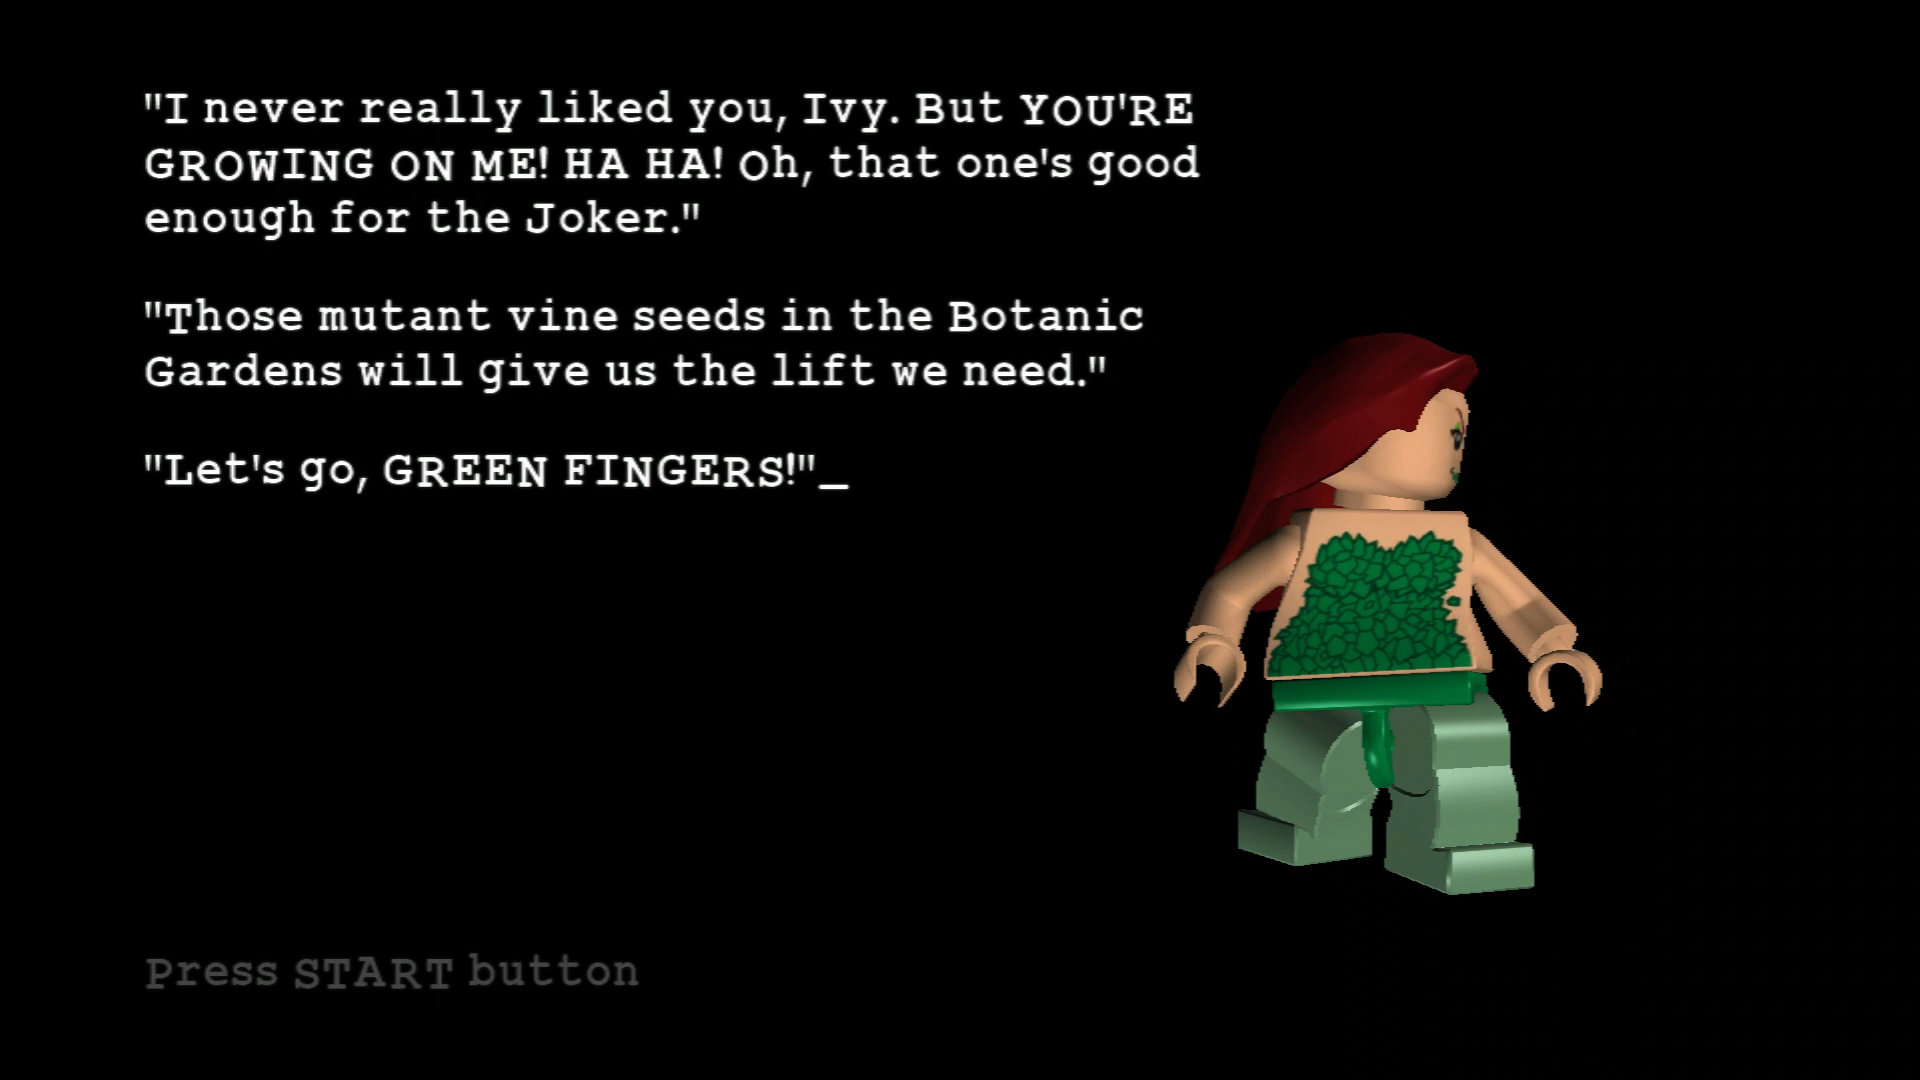 "I never really liked you, Ivy. But YOU'RE
GROWING ON ME! HA HA! Oh, that one's good
enough for the Joker."
"Those mutant vine seeds in the Botanic
Gardens will give us the lift we need."
"Let's go, GREEN FINGERS!"_
Press START button